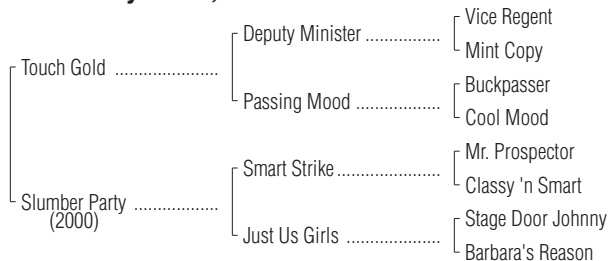 Vice Regent
Deputy Minister ................
Mint Copy
Touch Gold ......................
Buckpasser
Passing Mood ..................
Cool Mood
Mr. Prospector
Smart Strike ......................
Classy 'n Smart
Slumber Party ..................
(2000)
Stage Door Johnny
Just Us Girls ....................
Barbara's Reason